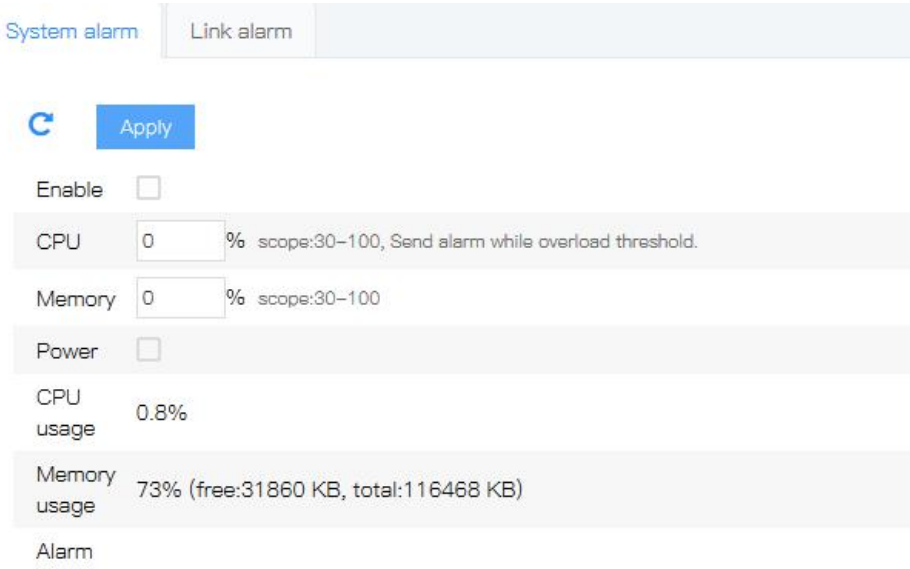 System alarm Link alarm
Apply
Enable
CPU 0 % scope:30-100, Send alarm while overload threshold.
Memory 0 % scope:30-100
Power
CPU
usage 0.8%
Memory
usage 73% (free:31860 KB, total:116468 KB)
Alarm